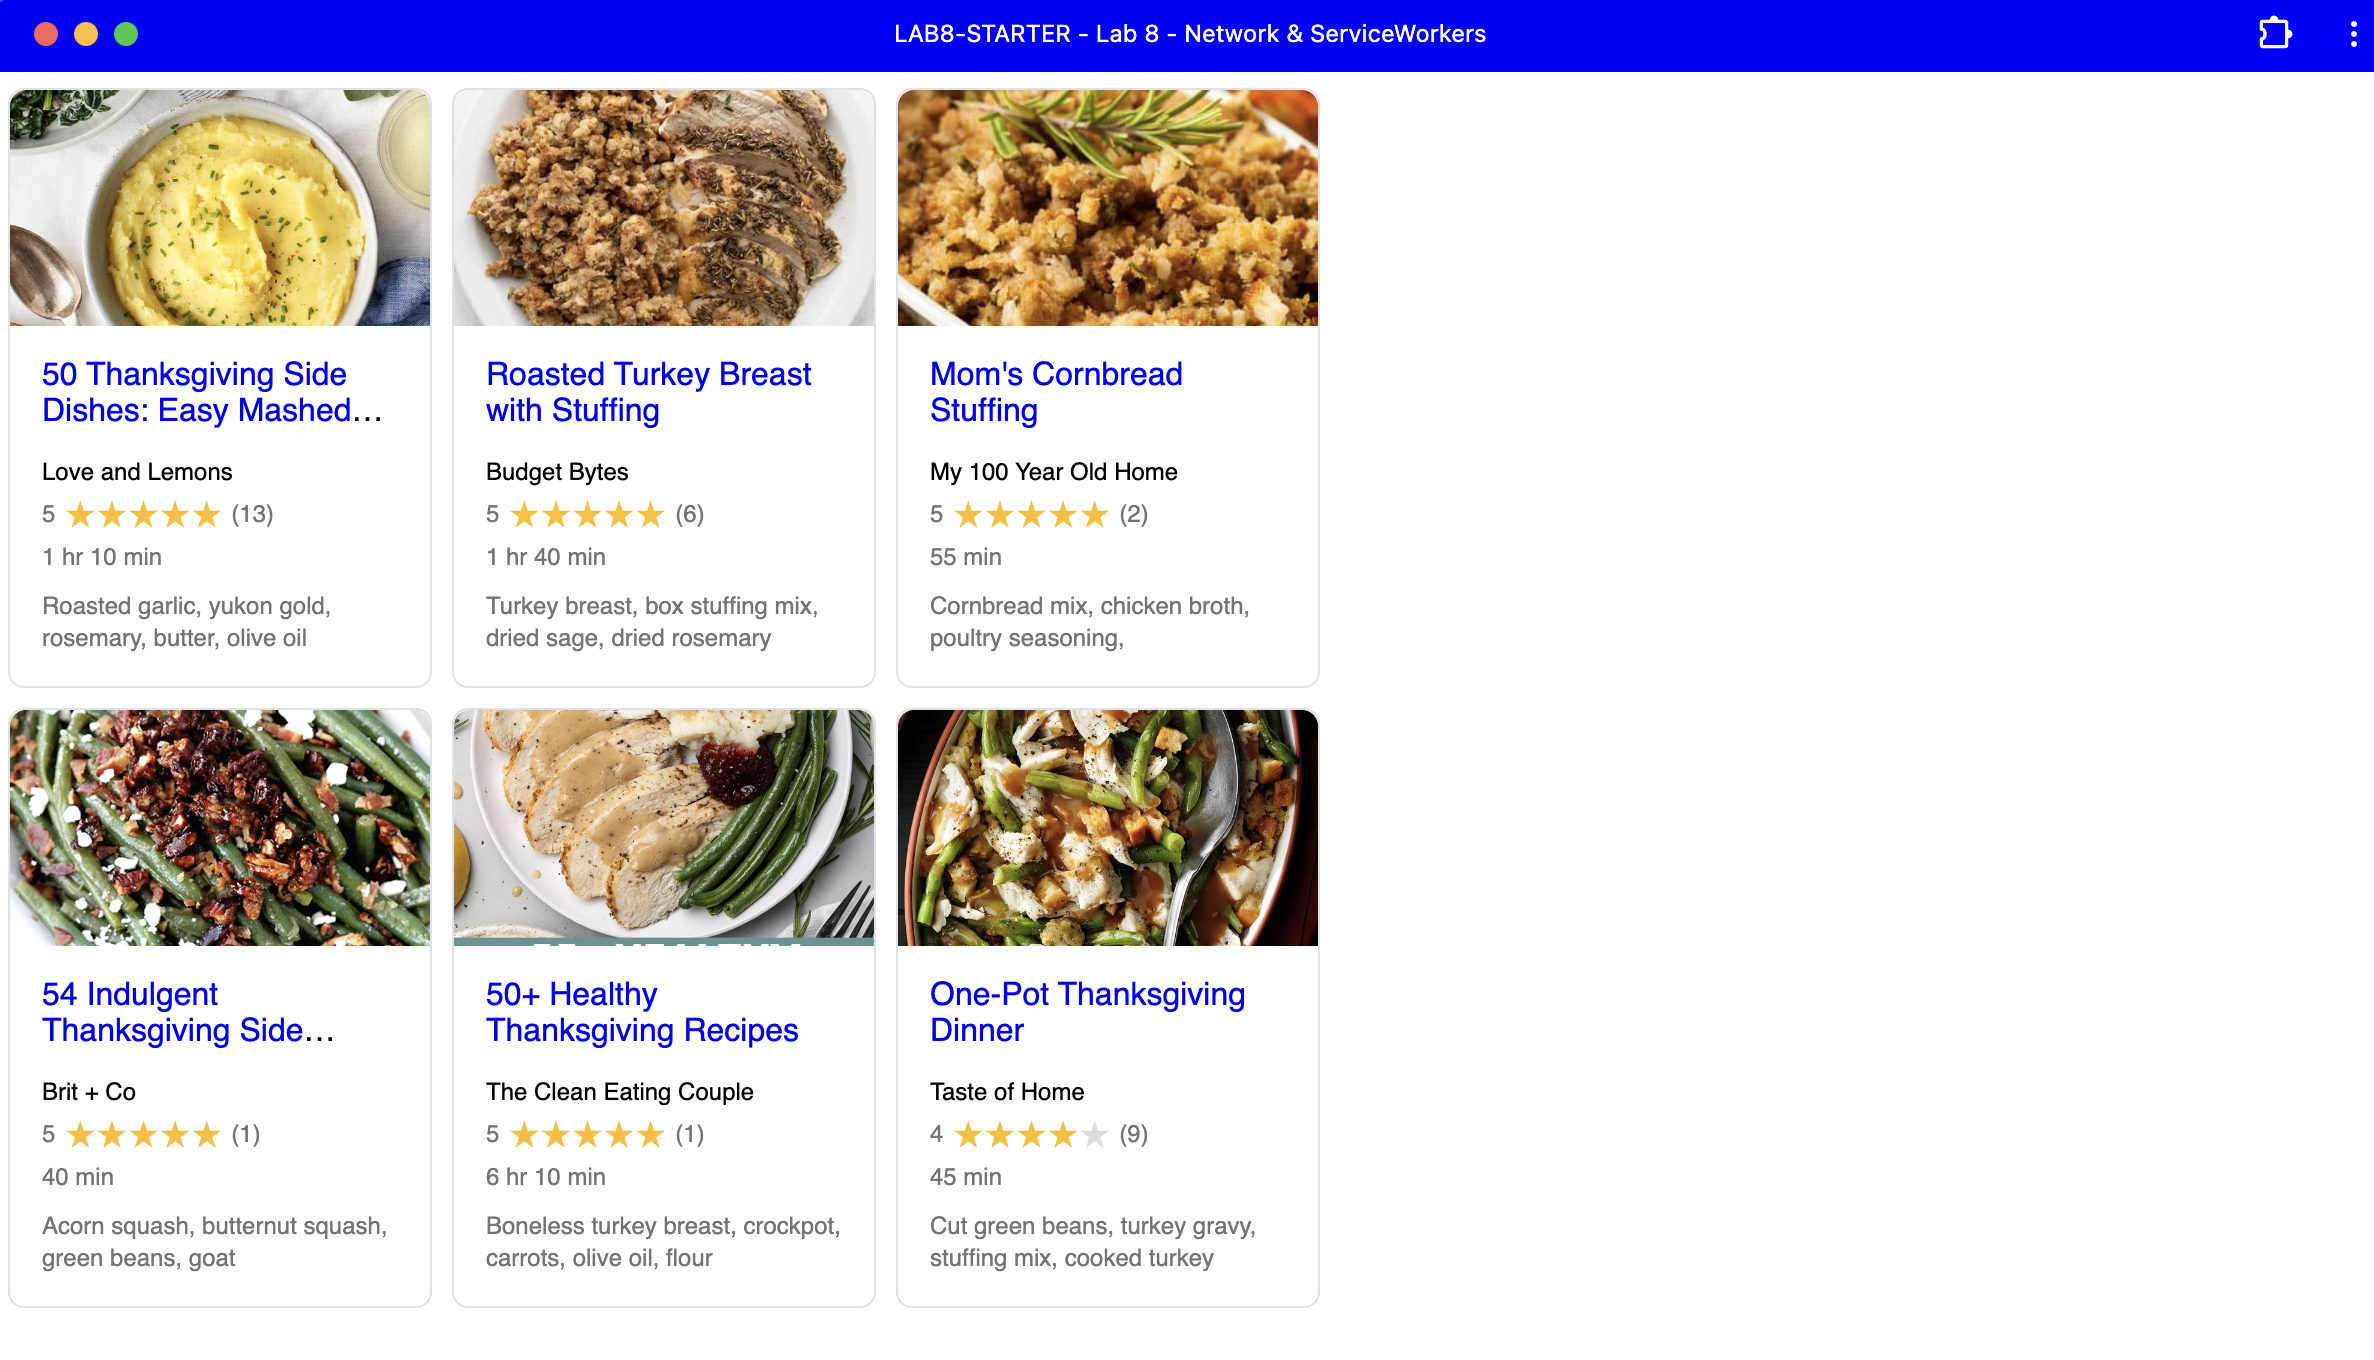 LAB8-STARTER - Lab 8 - Network & ServiceWorkers
50 Thanksgiving Side
Dishes: Easy Mashed...
Love and Lemons
5 ★★★★★ (13)
1 hr 10 min
Roasted garlic, yukon gold,
rosemary, butter, olive oil
Roasted Turkey Breast
with Stuffing
Budget Bytes
5 ★★★★★ (6)
1 hr 40 min
Turkey breast, box stuffing mix,
dried sage, dried rosemary
Mom's Cornbread
Stuffing
My 100 Year Old Home
5 ★★★★★ (2)
55 min
Cornbread mix, chicken broth,
poultry seasoning,
54 Indulgent
Thanksgiving Side...
Brit + Co
5 ★★★★★ (1)
40 min
Acorn squash, butternut squash,
green beans, goat
50+ Healthy
Thanksgiving Recipes
The Clean Eating Couple
5 ★★★★★ (1)
6 hr 10 min
Boneless turkey breast, crockpot,
carrots, olive oil, flour
One-Pot Thanksgiving
Dinner
Taste of Home
4 ★★★★★ (9)
45 min
Cut green beans, turkey gravy,
stuffing mix, cooked turkey